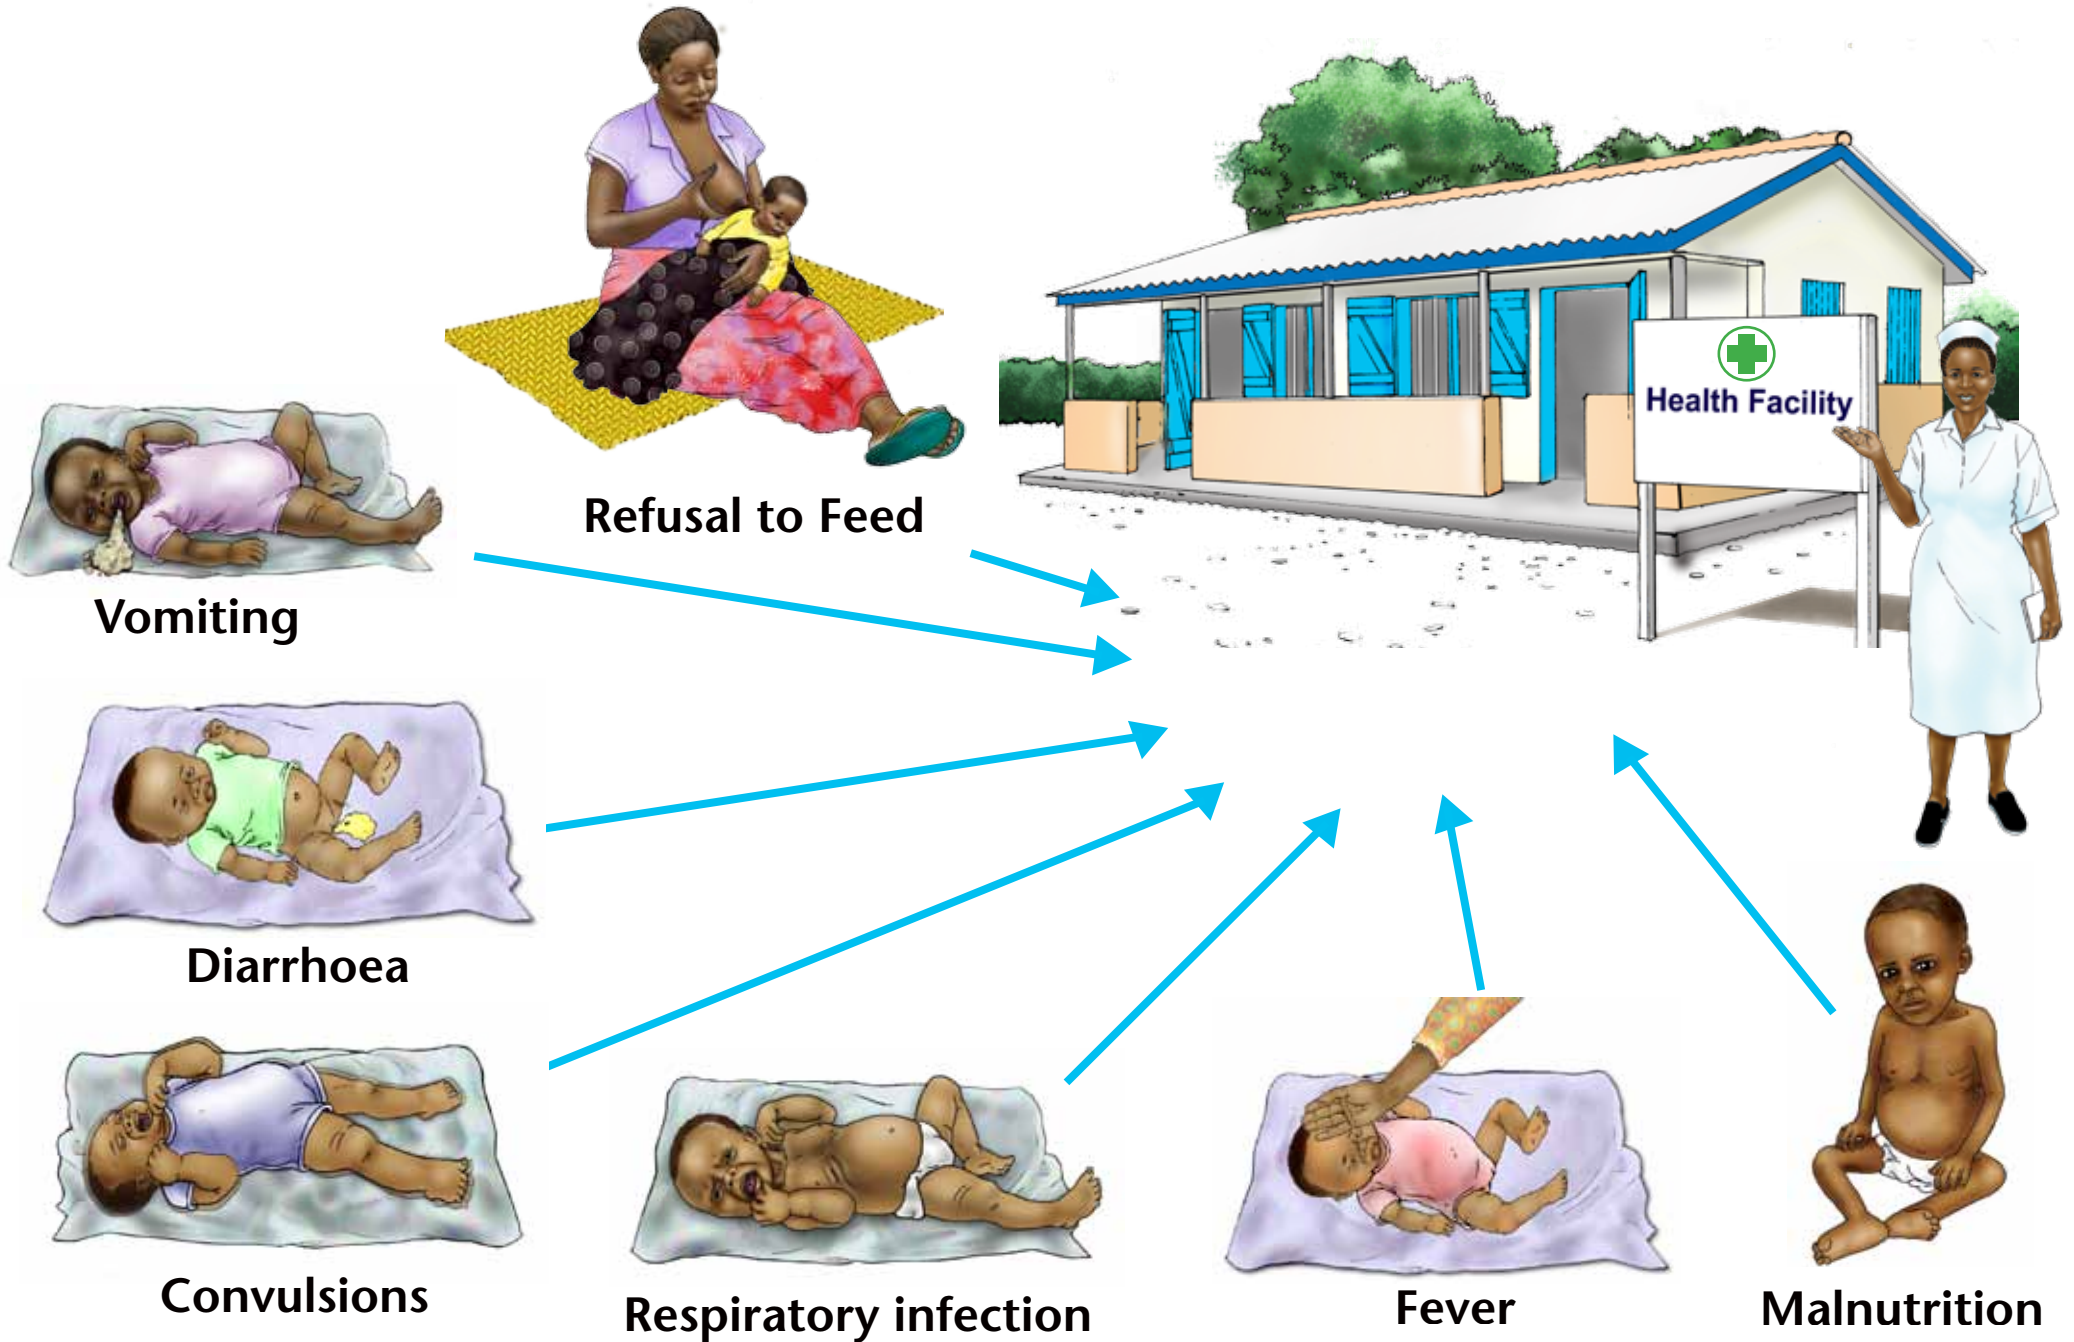 Health Facility
Refusal to Feed
Vomiting
Diarrhoea
Convulsions
Respiratory infection
Fever
Malnutrition